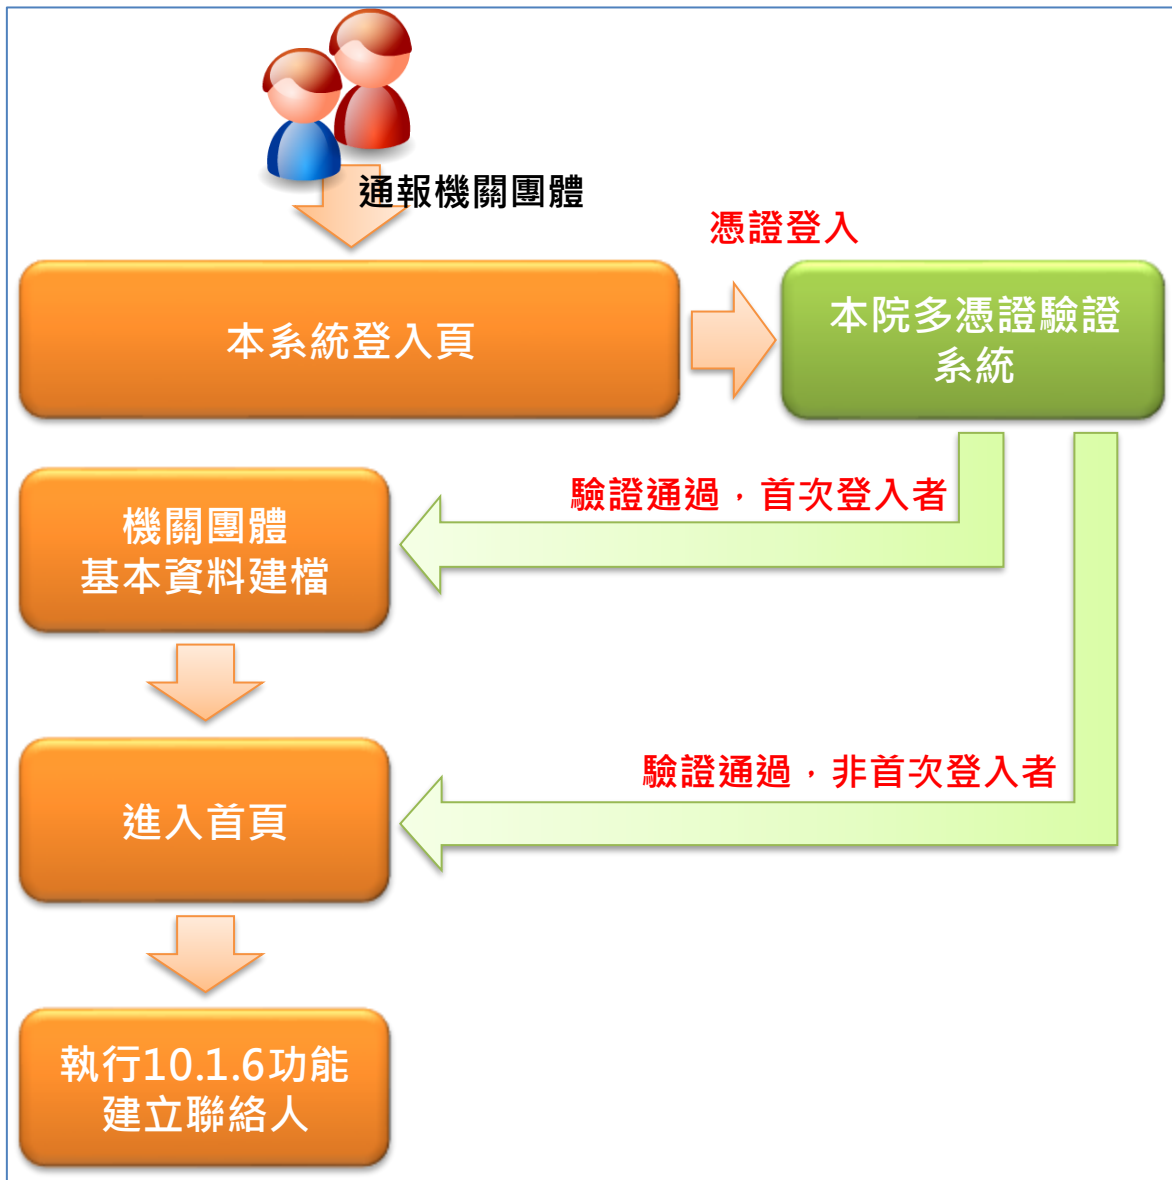 通報機關團體
憑證登入
本系統登入頁
本院多憑證驗證
系統
驗證通過，首次登入者
機關團體
基本資料建檔
驗證通過，非首次登入者
進入首頁
執行10.1.6功能
建立聯絡人